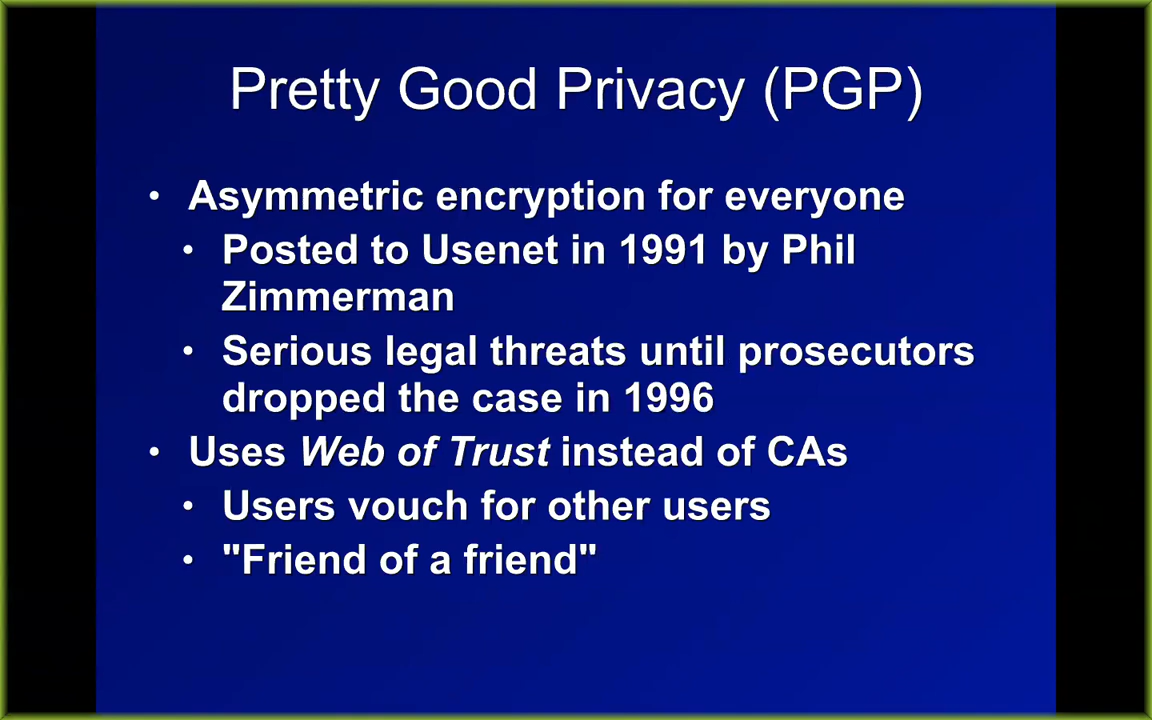 Pretty Good Privacy (PGP)
• Asymmetric encryption for everyone
• Posted to Usenet in 1991 by Phil
Zimmerman
• Serious legal threats until prosecutors
dropped the case in 1996
• Uses Web of Trust instead of CAs
• Users vouch for other users
• "Friend of a friend"